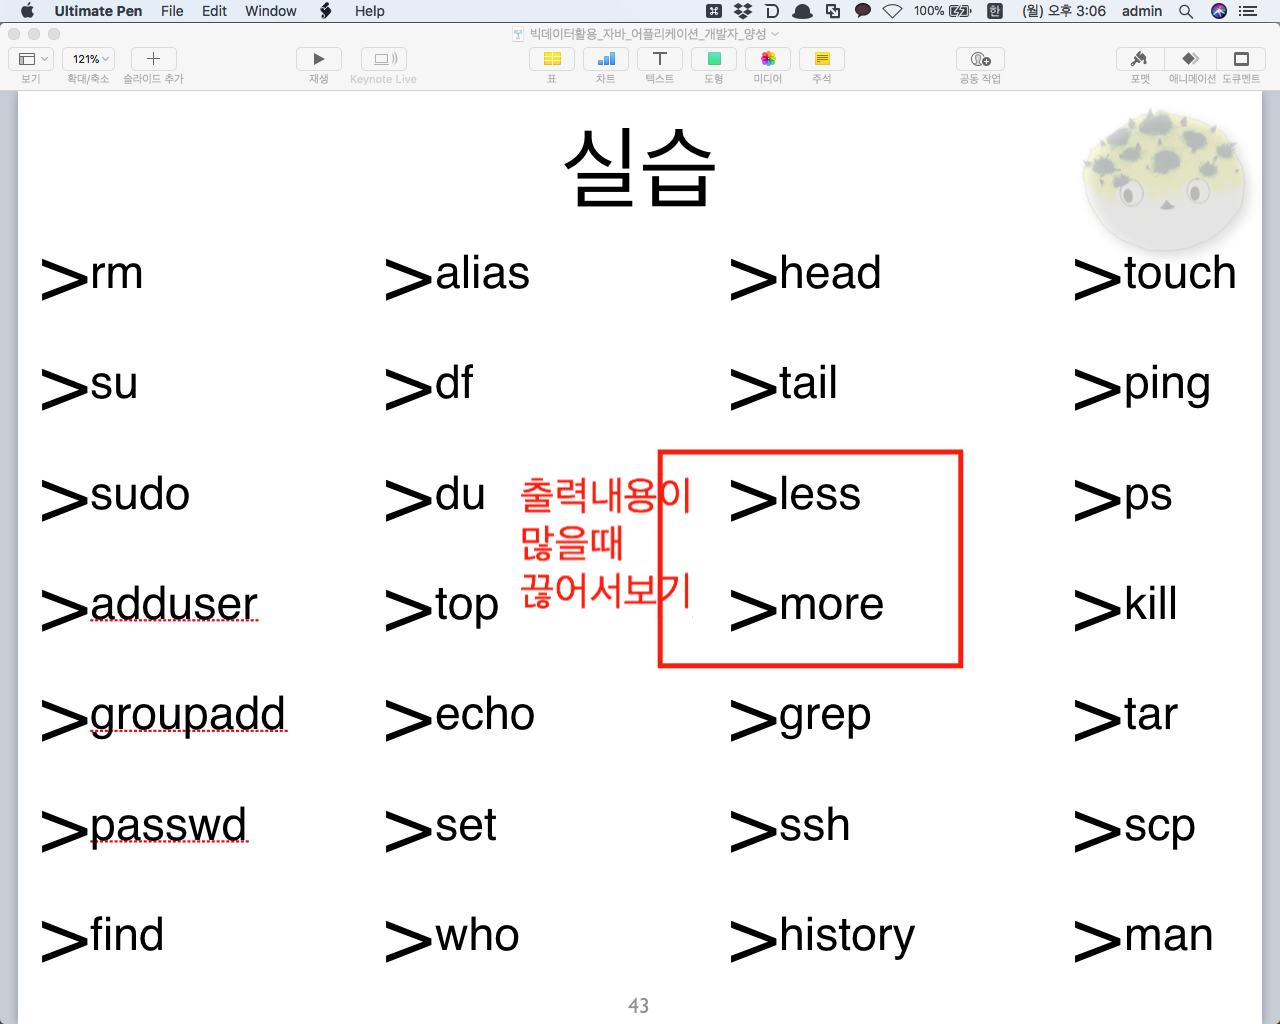 Ultimate Pen File Edit Window Help 100% 한 (월) 오후 3:06 admin
빅데이터활용_자바_어플리케이션_개발자_양성
121%
보기 확대/축소 슬라이드 추가 재생 Keynote Live 표 차트 텍스트 도형 미디어 주석 공동 작업 포맷 애니메이션 도큐멘트
실습
>rm >alias >head >touch
>su >df >tail >ping
>sudo >du >less >ps
출력내용이
많을때
끊어서보기
>adduser >top >more >kill
>groupadd >echo >grep >tar
>passwd >set >ssh >scp
>find >who >history >man
43